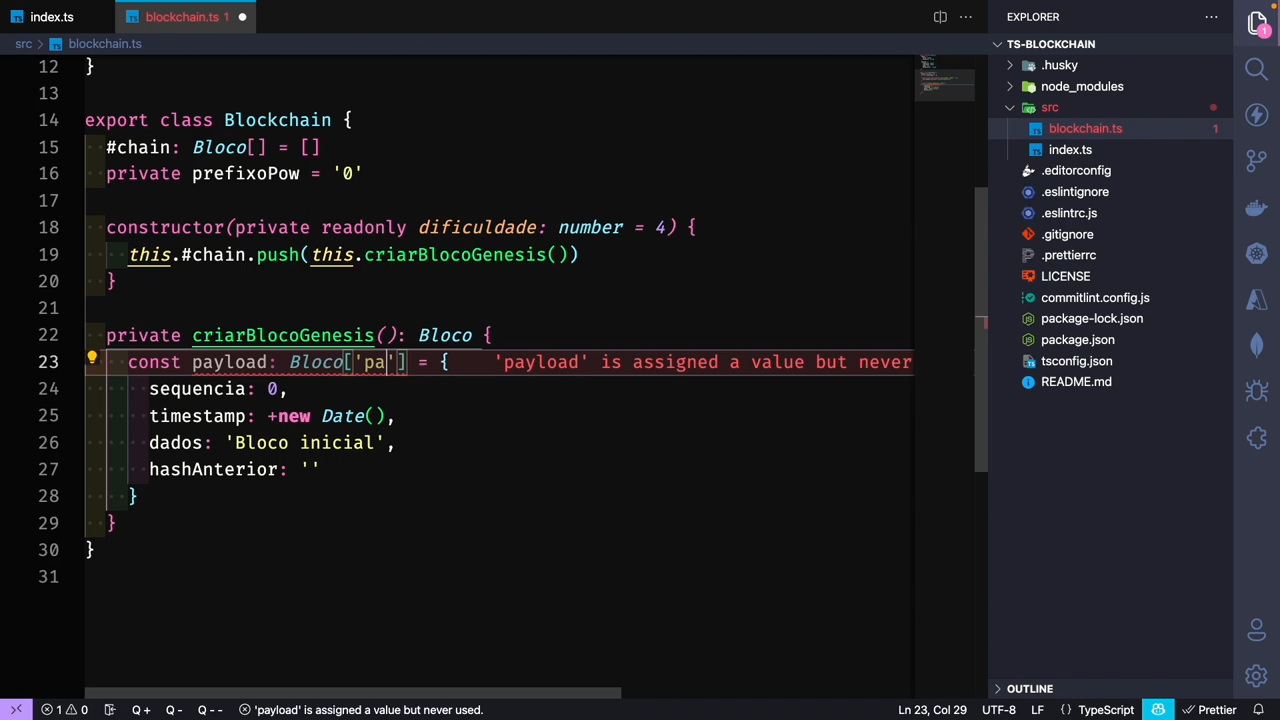 index.ts
blockchain.ts 1
src > blockchain.ts
12 }
13
14 export class Blockchain {
15 #chain: Bloco[] = []
16 private prefixoPow = '0'
17
18 constructor(private readonly dificuldade: number = 4) {
19 this.#chain.push(this.criarBlocoGenesis())
20 }
21
22 private criarBlocoGenesis(): Bloco {
23 const payload: Bloco['pa'] = { 'payload' is assigned a value but never
24 sequencia: 0,
25 timestamp: +new Date(),
26 dados: 'Bloco inicial',
27 hashAnterior: ''
28 }
29 }
30 }
31
EXPLORER
TS-BLOCKCHAIN
.husky
node_modules
src
blockchain.ts 1
index.ts
.editorconfig
.eslintignore
.eslintrc.js
.gitignore
.prettierrc
LICENSE
commitlint.config.js
package-lock.json
package.json
tsconfig.json
README.md
OUTLINE
1
1 0 Q + Q - Q - - 'payload' is assigned a value but never used. Ln 23, Col 29 UTF-8 LF {} TypeScript Prettier